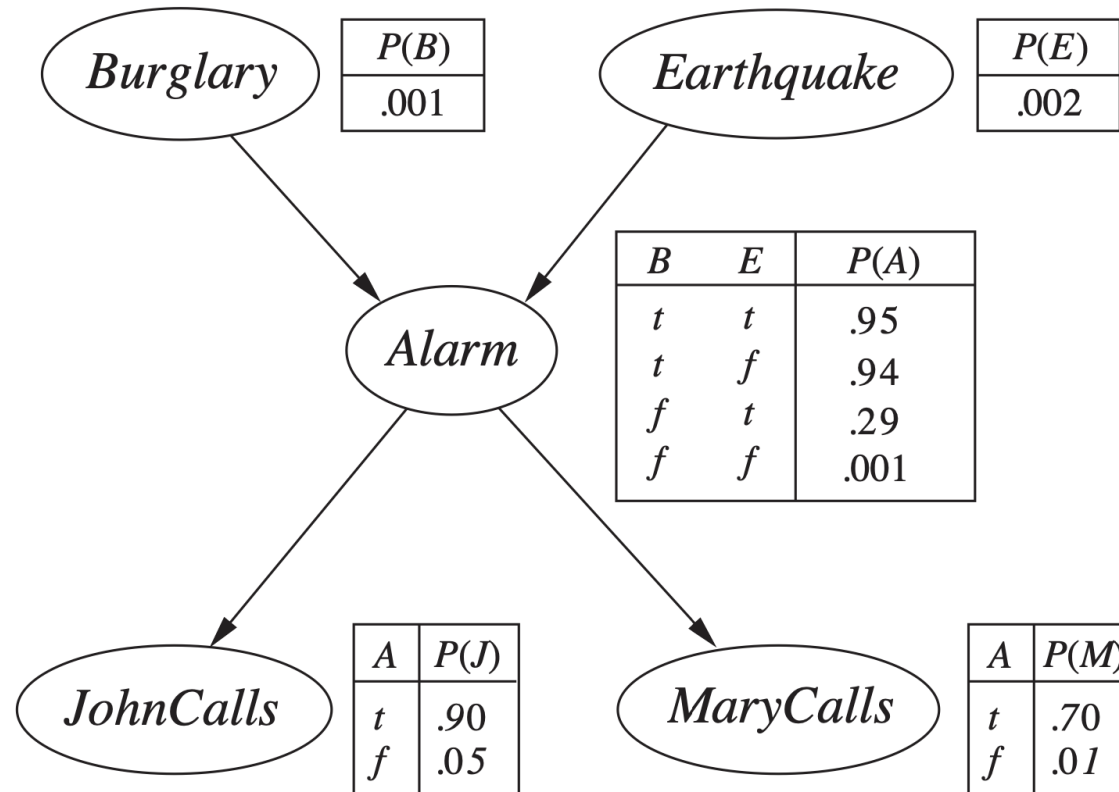 Burglary
P(B)
.001
Earthquake
P(E)
.002
B E P(A)
t t .95
t f .94
f t .29
f f .001
Alarm
JohnCalls
A P(J)
t .90
f .05
MaryCalls
A P(M)
t .70
f .01